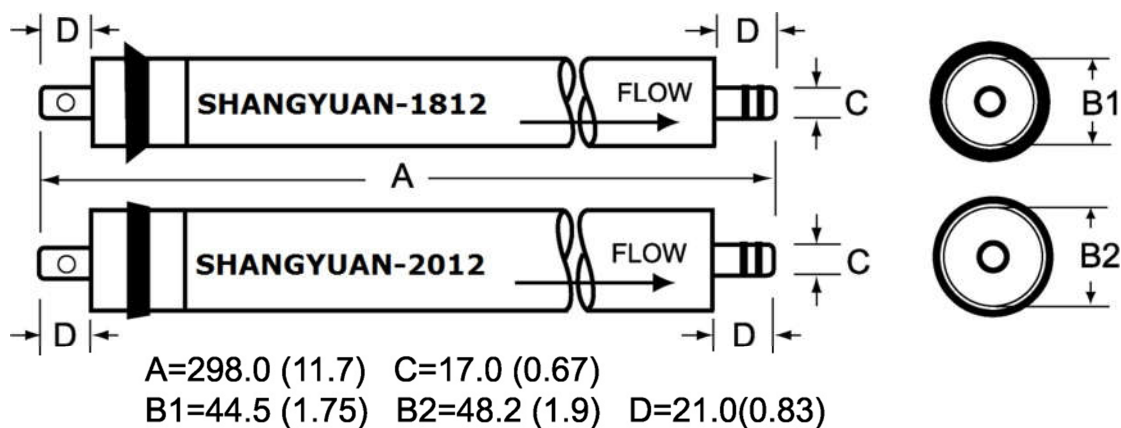 D D
SHANGYUAN-1812 FLOW C B1
A
SHANGYUAN-2012 FLOW C B2
D D
A=298.0 (11.7) C=17.0 (0.67)
B1=44.5 (1.75) B2=48.2 (1.9) D=21.0(0.83)